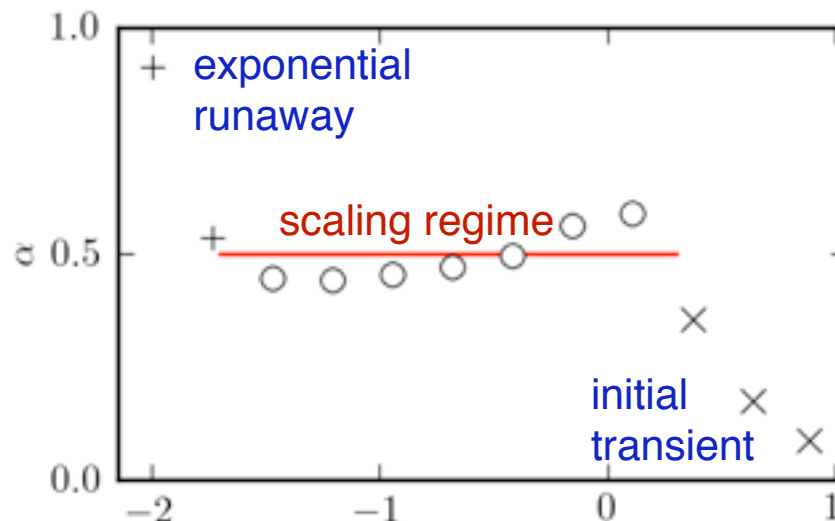 1.0
exponential
runaway
scaling regime
α
0.5
initial
transient
0.0
−2
−1
0
1